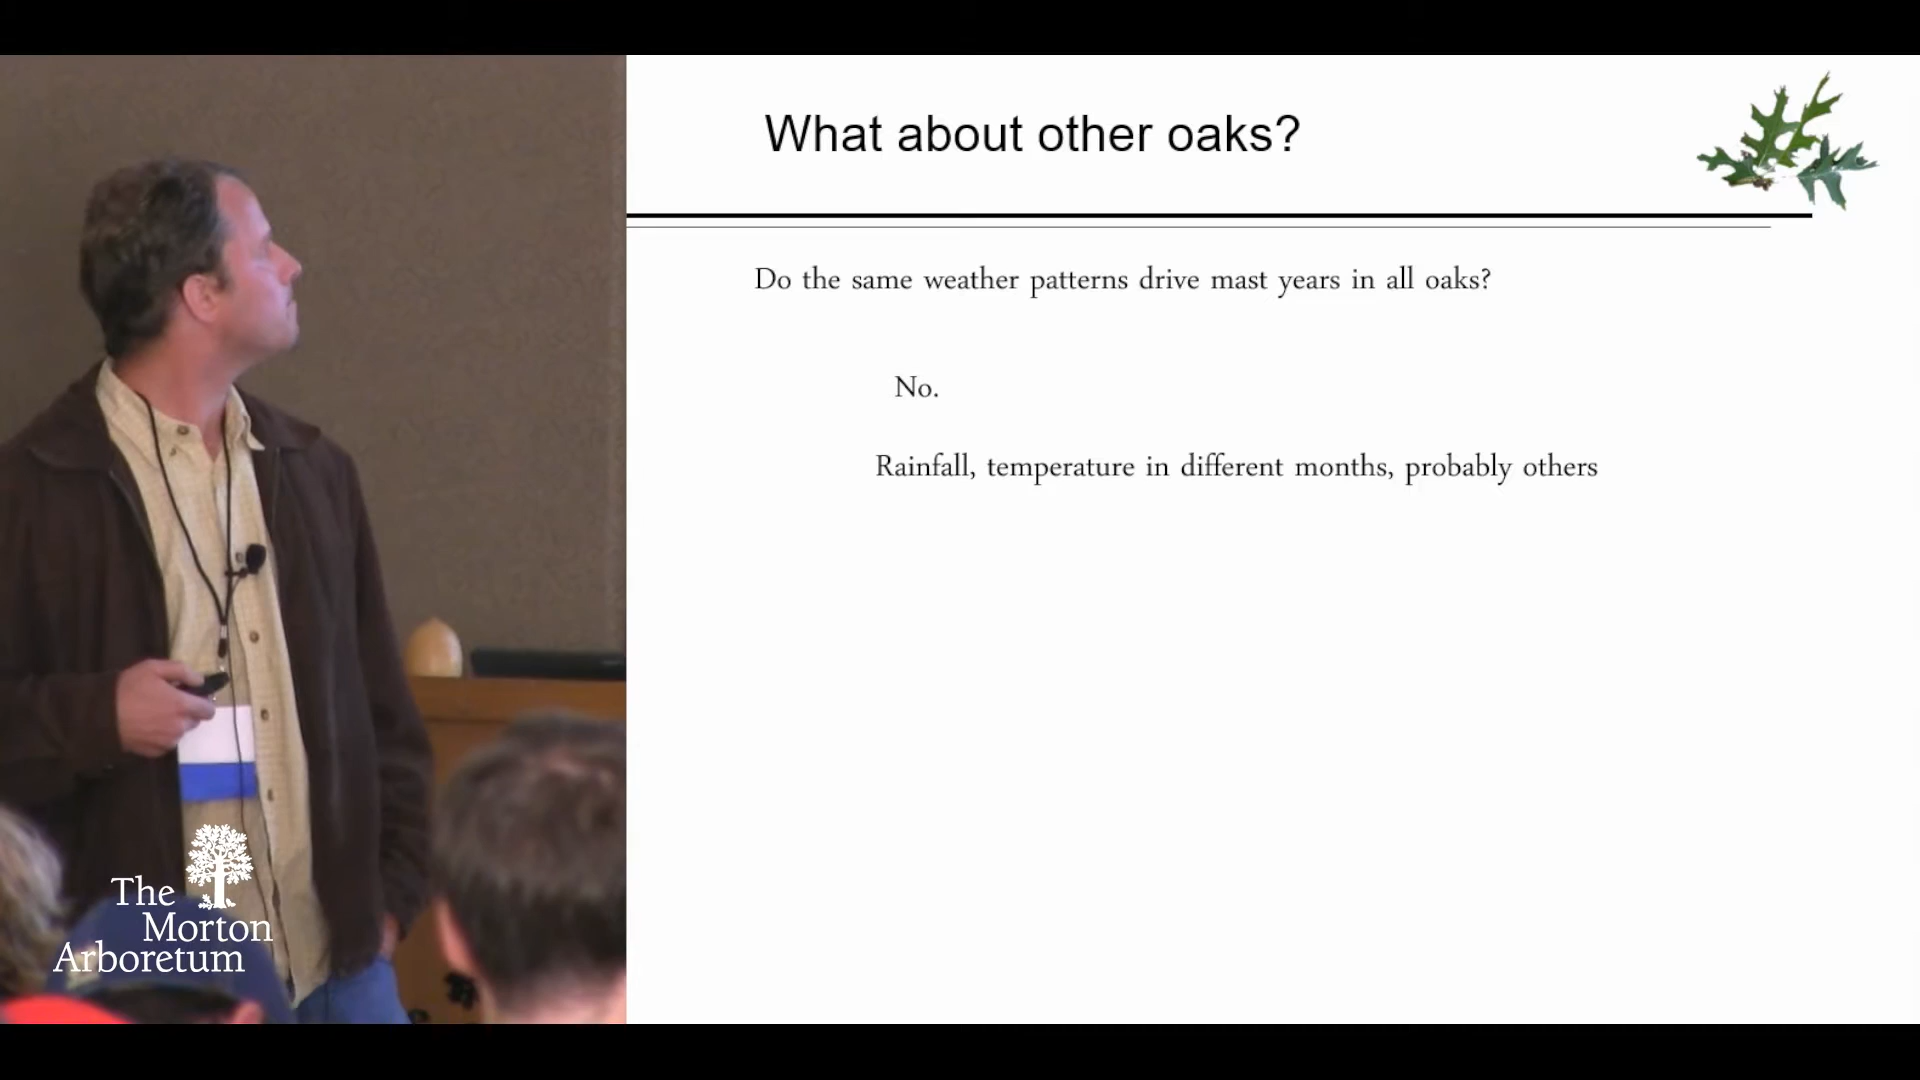 What about other oaks?
Do the same weather patterns drive mast years in all oaks?
No.
Rainfall, temperature in different months, probably others
The
Morton
Arboretum